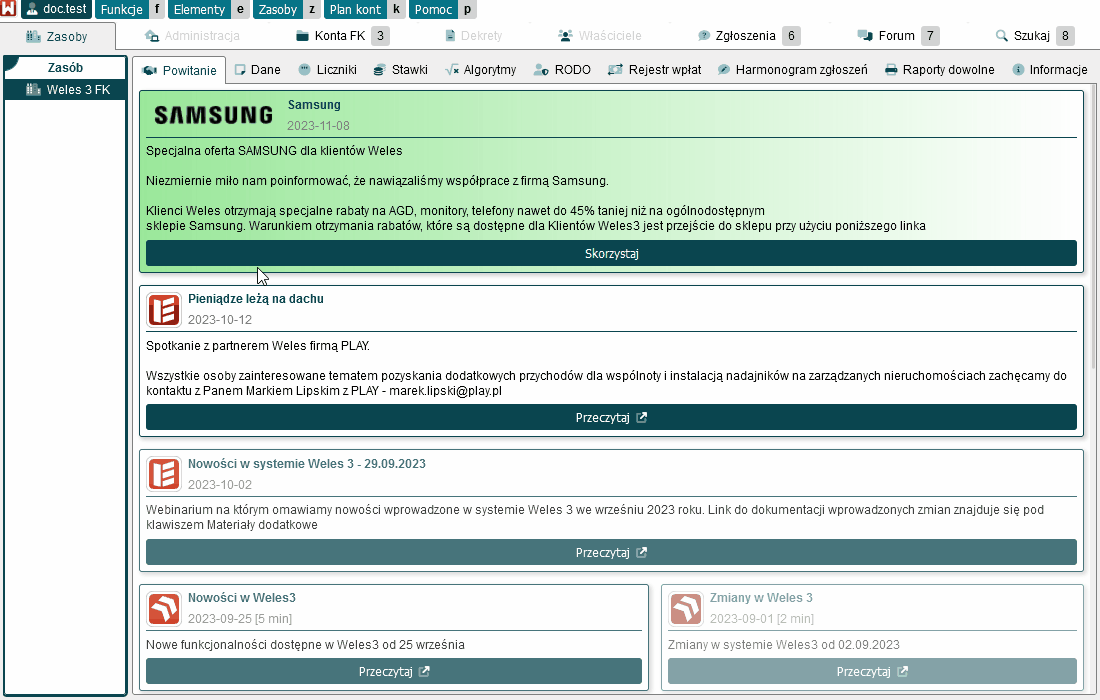 doc.test Funkcje f Elementy e Zasoby z Plan kont k Pomoc p
Zasoby Administracja Konta FK 3 Dekrety Właściciele Zgłoszenia 6 Forum 7 Szukaj 8
Zasób
Weles 3 FK
Powitanie Dane Liczniki Stawki Algorytmy RODO Rejestr wpłat Harmonogram zgłoszeń Raporty dowolne Informacje
SAMSUNG
Samsung
2023-11-08
Specjalna oferta SAMSUNG dla klientów Weles
Niezmiernie miło nam poinformować, że nawiązaliśmy współprace z firmą Samsung.
Klienci Weles otrzymają specjalne rabaty na AGD, monitory, telefony nawet do 45% taniej niż na ogólnodostępnym
sklepie Samsung. Warunkiem otrzymania rabatów, które są dostępne dla Klientów Weles3 jest przejście do sklepu przy użyciu poniższego linka
Skorzystaj
Pieniądze leżą na dachu
2023-10-12
Spotkanie z partnerem Weles firmą PLAY.
Wszystkie osoby zainteresowane tematem pozyskania dodatkowych przychodów dla wspólnoty i instalacją nadajników na zarządzanych nieruchomościach zachęcamy do
kontaktu z Panem Markiem Lipskim z PLAY - marek.lipski@play.pl
Przeczytaj
Nowości w systemie Weles 3 - 29.09.2023
2023-10-02
Webinarium na którym omawiamy nowości wprowadzone w systemie Weles 3 we wrześniu 2023 roku. Link do dokumentacji wprowadzonych zmian znajduje się pod
klawiszem Materiały dodatkowe
Przeczytaj
Nowości w Weles3
2023-09-25 [5 min]
Nowe funkcjonalności dostępne w Weles3 od 25 września
Przeczytaj
Zmiany w Weles 3
2023-09-01 [2 min]
Zmiany w systemie Weles3 od 02.09.2023
Przeczytaj